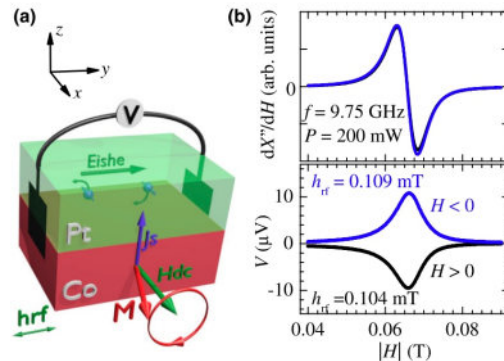 (a)
z
y
x
V
Eishe
Pt
Js
Hdc
Co
M
hrf
(b)
dX''/dH (arb. units)
0
f = 9.75 GHz
P = 200 mW
V (μV)
10
0
-10
hrf = 0.109 mT
H < 0
H > 0
hrf = 0.104 mT
0.04 0.06 0.08
|H| (T)